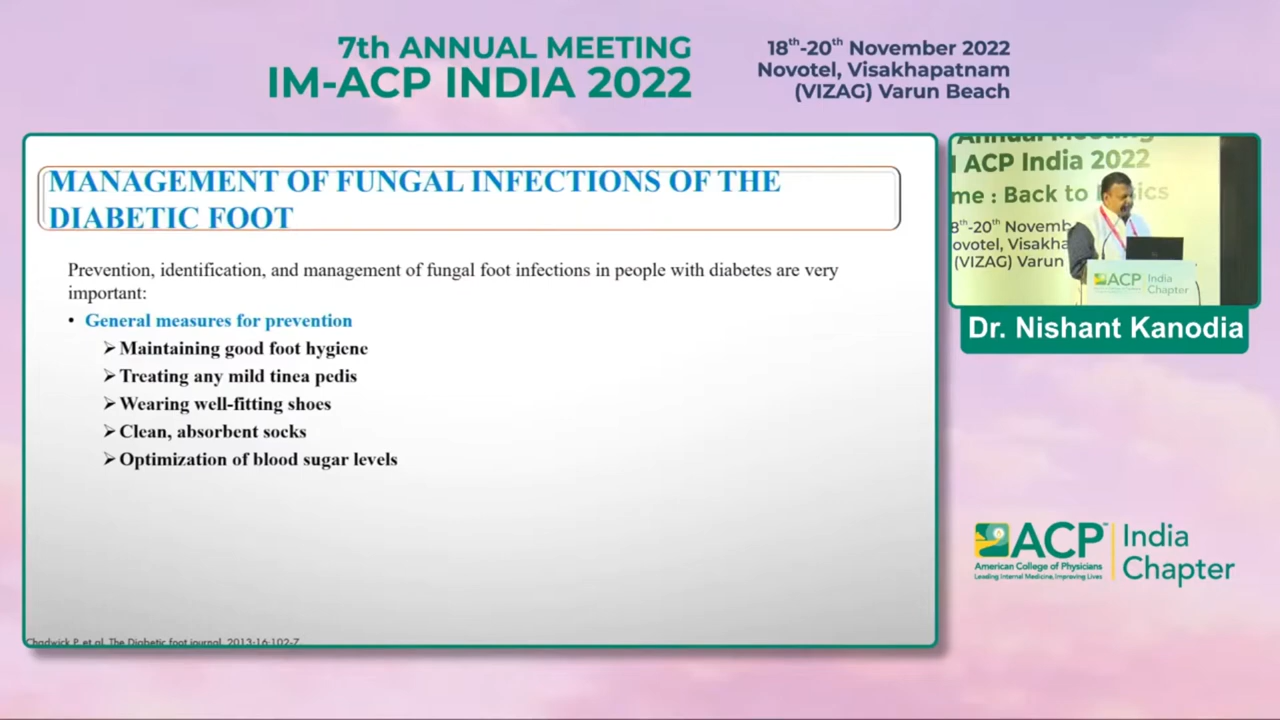 7th ANNUAL MEETING
IM-ACP INDIA 2022
18th-20th November 2022
Novotel, Visakhapatnam
(VIZAG) Varun Beach
MANAGEMENT OF FUNGAL INFECTIONS OF THE
DIABETIC FOOT
Prevention, identification, and management of fungal foot infections in people with diabetes are very
important:
• General measures for prevention
➢Maintaining good foot hygiene
➢Treating any mild tinea pedis
➢Wearing well-fitting shoes
➢Clean, absorbent socks
➢Optimization of blood sugar levels
Chadwick P, et al. The Diabetic foot journal. 2013;16:102-7
Annual Meeting
ACP India 2022
me : Back to
8th-20th Novemb
ovotel, Visakha
(VIZAG) Varun
ACP India
Chapter
Dr. Nishant Kanodia
ACP India
Chapter
American College of Physicians
Leading Internal Medicine, Improving Lives